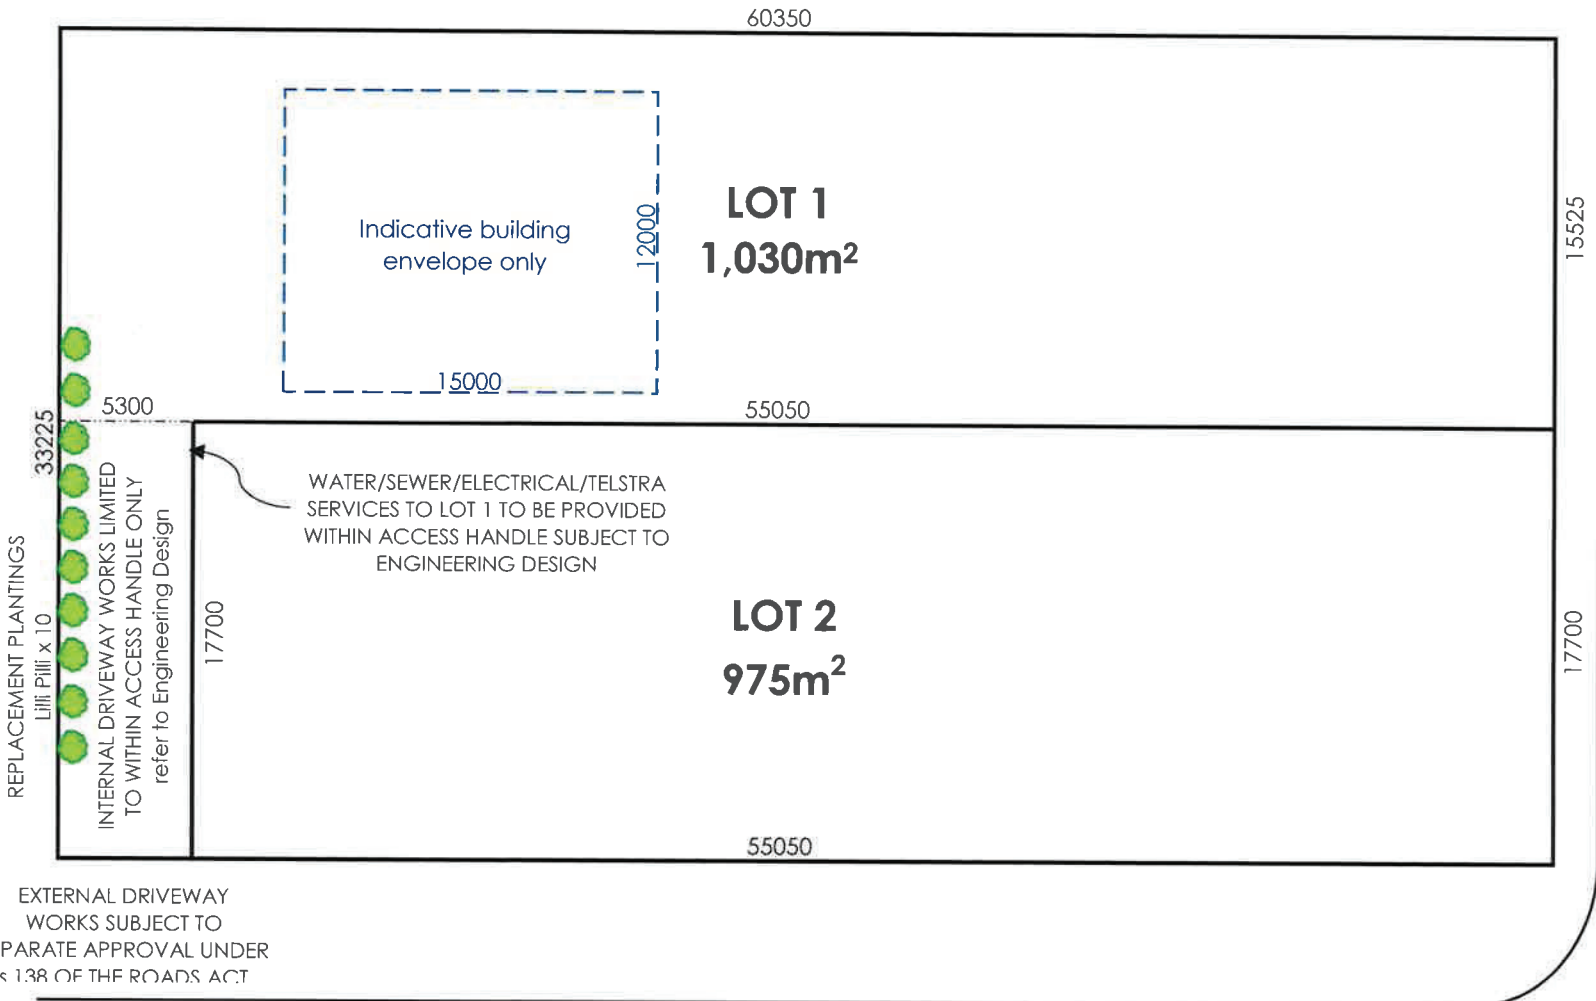 60350
LOT 1
1,030m²
15525
Indicative building
envelope only
12000
15000
5300
55050
33225
WATER/SEWER/ELECTRICAL/TELSTRA
SERVICES TO LOT 1 TO BE PROVIDED
WITHIN ACCESS HANDLE SUBJECT TO
ENGINEERING DESIGN
REPLACEMENT PLANTINGS
Lilli Pilli x 10
INTERNAL DRIVEWAY WORKS LIMITED
TO WITHIN ACCESS HANDLE ONLY
refer to Engineering Design
17700
LOT 2
975m²
17700
55050
EXTERNAL DRIVEWAY
WORKS SUBJECT TO
PARATE APPROVAL UNDER
s 138 OF THE ROADS ACT